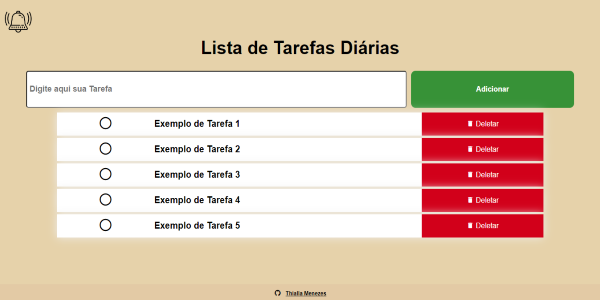 Lista de Tarefas Diárias
Digite aqui sua Tarefa Adicionar
Exemplo de Tarefa 1 Deletar
Exemplo de Tarefa 2 Deletar
Exemplo de Tarefa 3 Deletar
Exemplo de Tarefa 4 Deletar
Exemplo de Tarefa 5 Deletar
Thialla Menezes